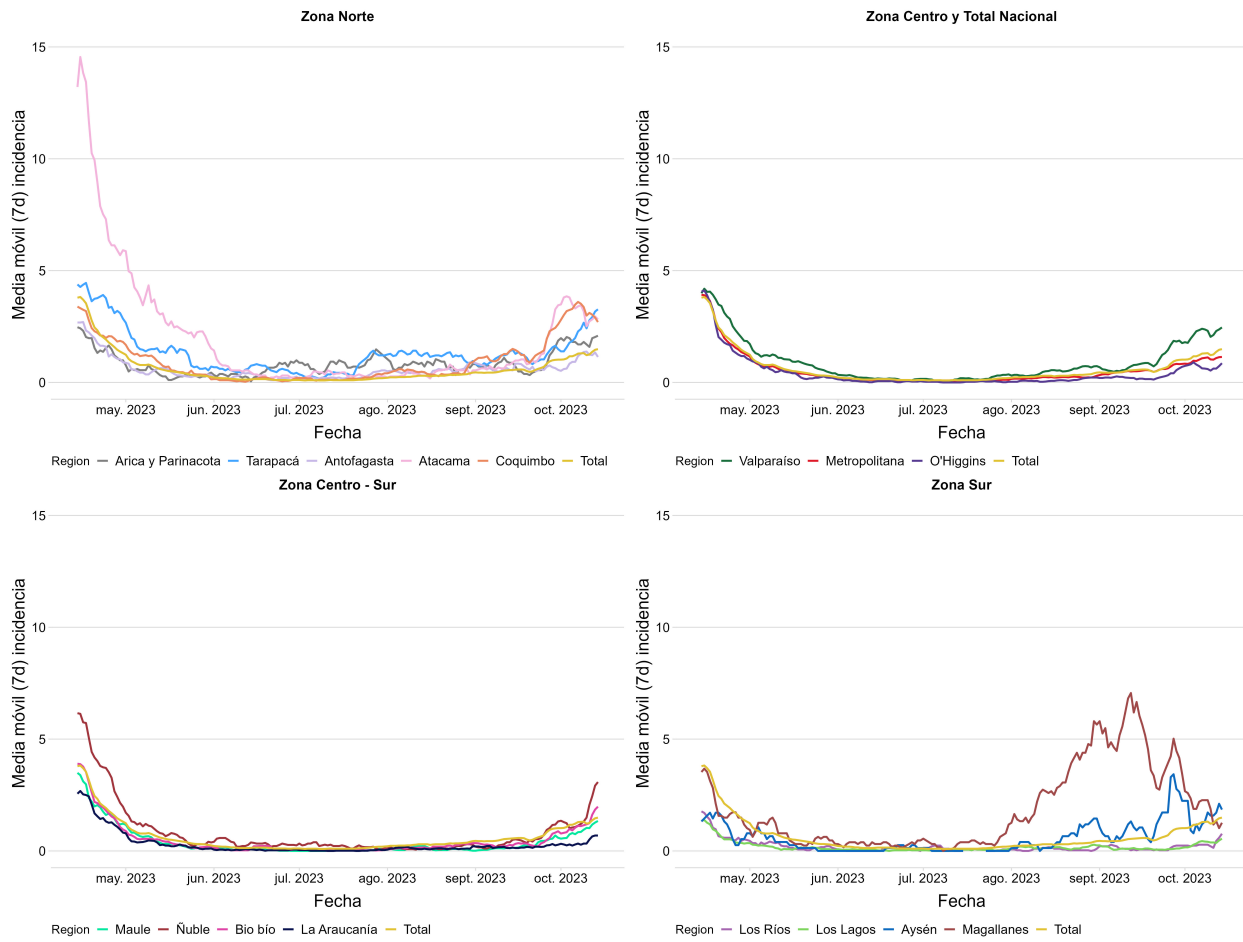 Zona Norte
Media móvil (7d) incidencia
15
10
5
0
may. 2023 jun. 2023 jul. 2023 ago. 2023 sept. 2023 oct. 2023
Fecha
Region Arica y Parinacota Tarapacá Antofagasta Atacama Coquimbo Total
Zona Centro y Total Nacional
Media móvil (7d) incidencia
15
10
5
0
may. 2023 jun. 2023 jul. 2023 ago. 2023 sept. 2023 oct. 2023
Fecha
Region Valparaíso Metropolitana O'Higgins Total
Zona Centro - Sur
Media móvil (7d) incidencia
15
10
5
0
may. 2023 jun. 2023 jul. 2023 ago. 2023 sept. 2023 oct. 2023
Fecha
Region Maule Ñuble Bio bío La Araucanía Total
Zona Sur
Media móvil (7d) incidencia
15
10
5
0
may. 2023 jun. 2023 jul. 2023 ago. 2023 sept. 2023 oct. 2023
Fecha
Region Los Ríos Los Lagos Aysén Magallanes Total